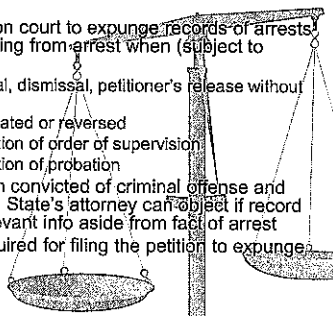 on court to expunge records of arrests
ing from arrest when (subject to
al, dismissal, petitioner's release without
ated or reversed
tion of order of supervision
tion of probation
n convicted of criminal offense and
State's attorney can object if record
evant info aside from fact of arrest
uired for filing the petition to expunge